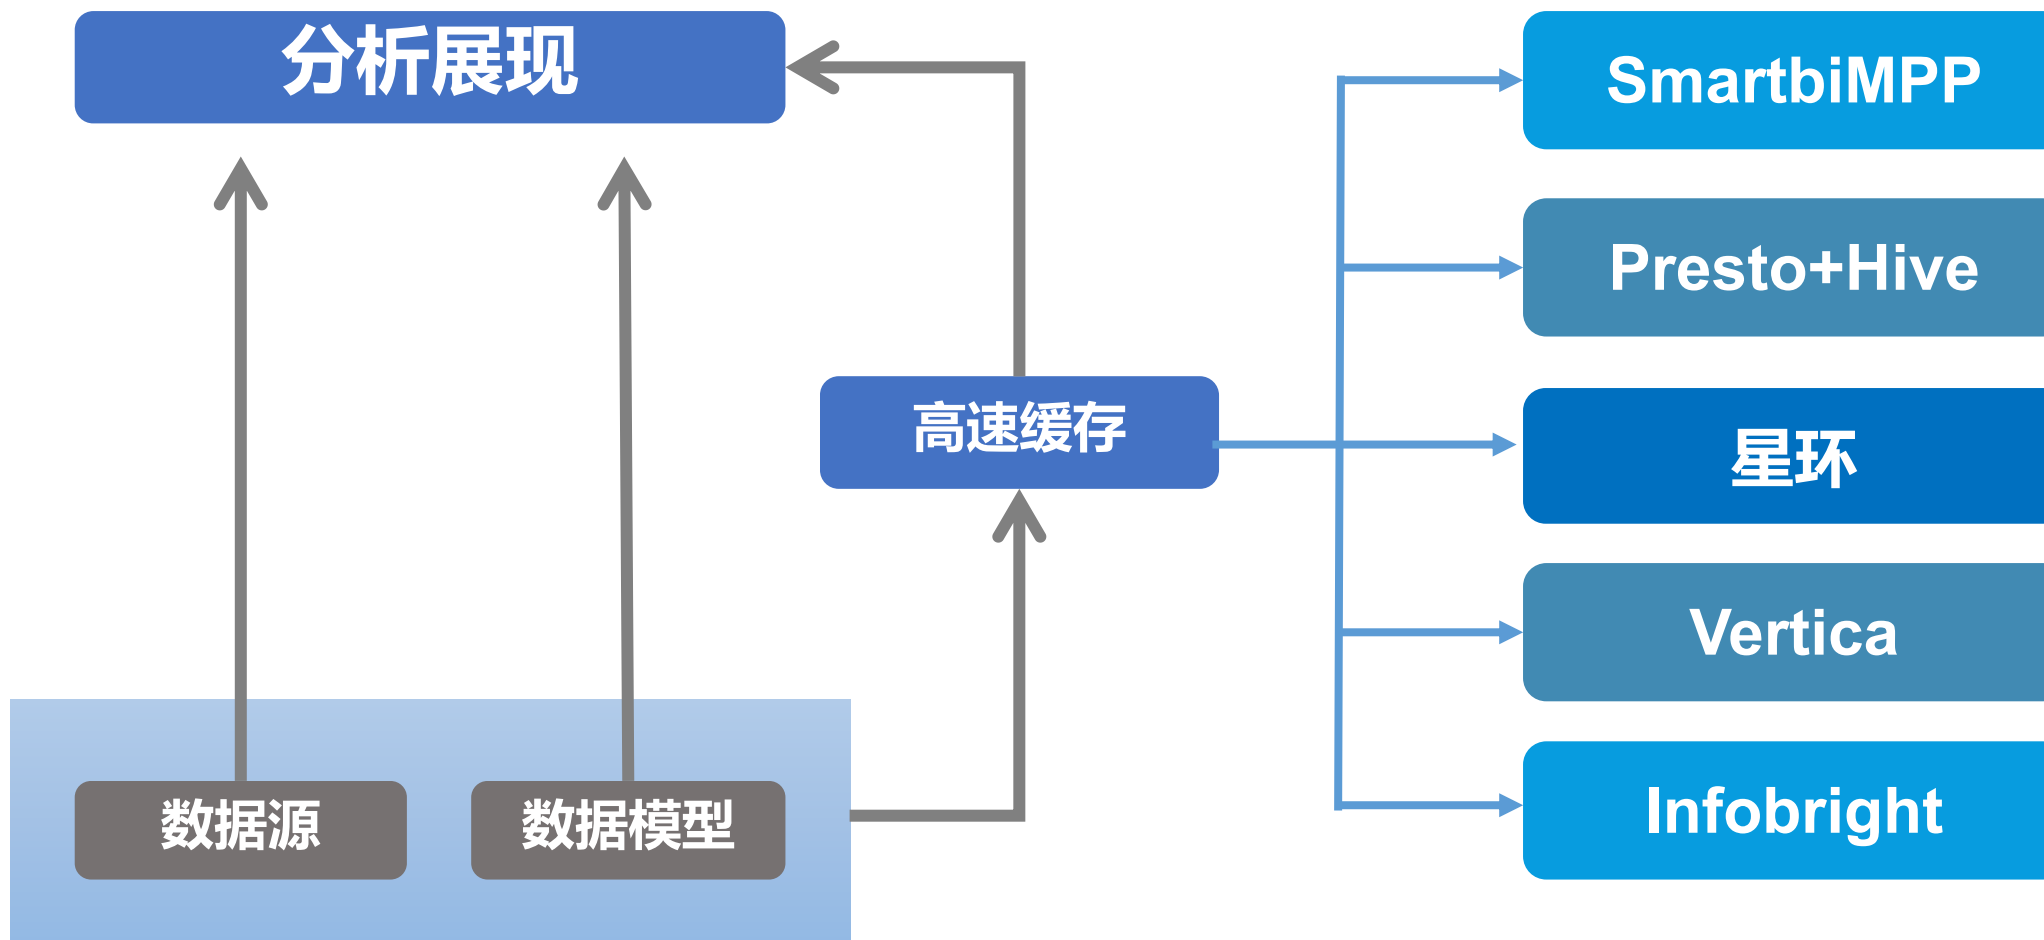 分析展现
SmartbiMPP
Presto+Hive
高速缓存
星环
Vertica
数据源
数据模型
Infobright